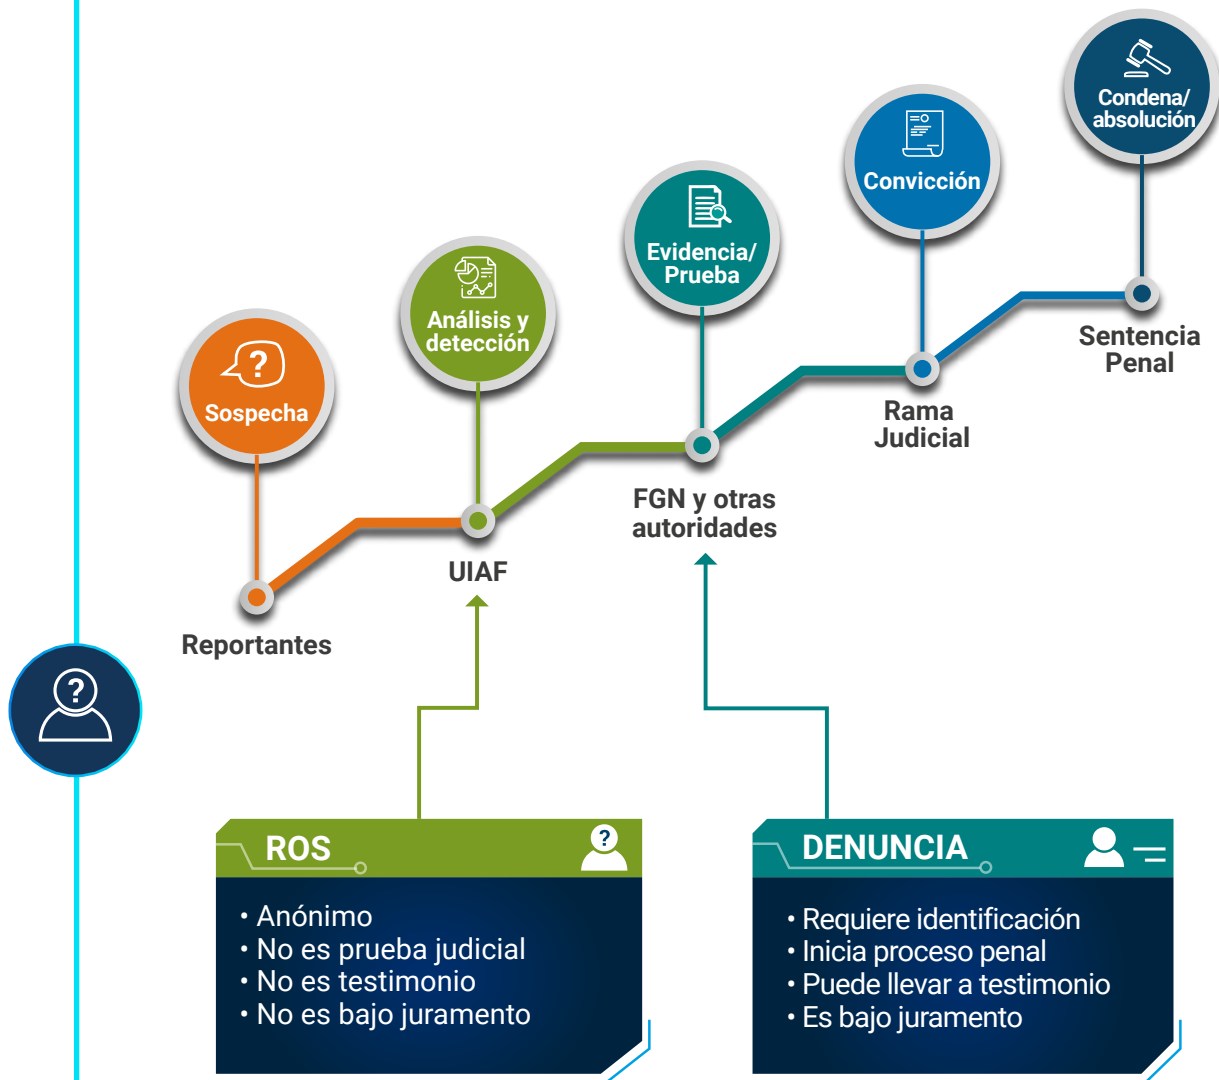 Condena/
absolución
Convicción
Evidencia/
Prueba
Análisis y
detección
?
Sospecha
Sentencia
Penal
Rama
Judicial
FGN y otras
autoridades
UIAF
Reportantes
?
ROS
?
• Anónimo
• No es prueba judicial
• No es testimonio
• No es bajo juramento
DENUNCIA
• Requiere identificación
• Inicia proceso penal
• Puede llevar a testimonio
• Es bajo juramento